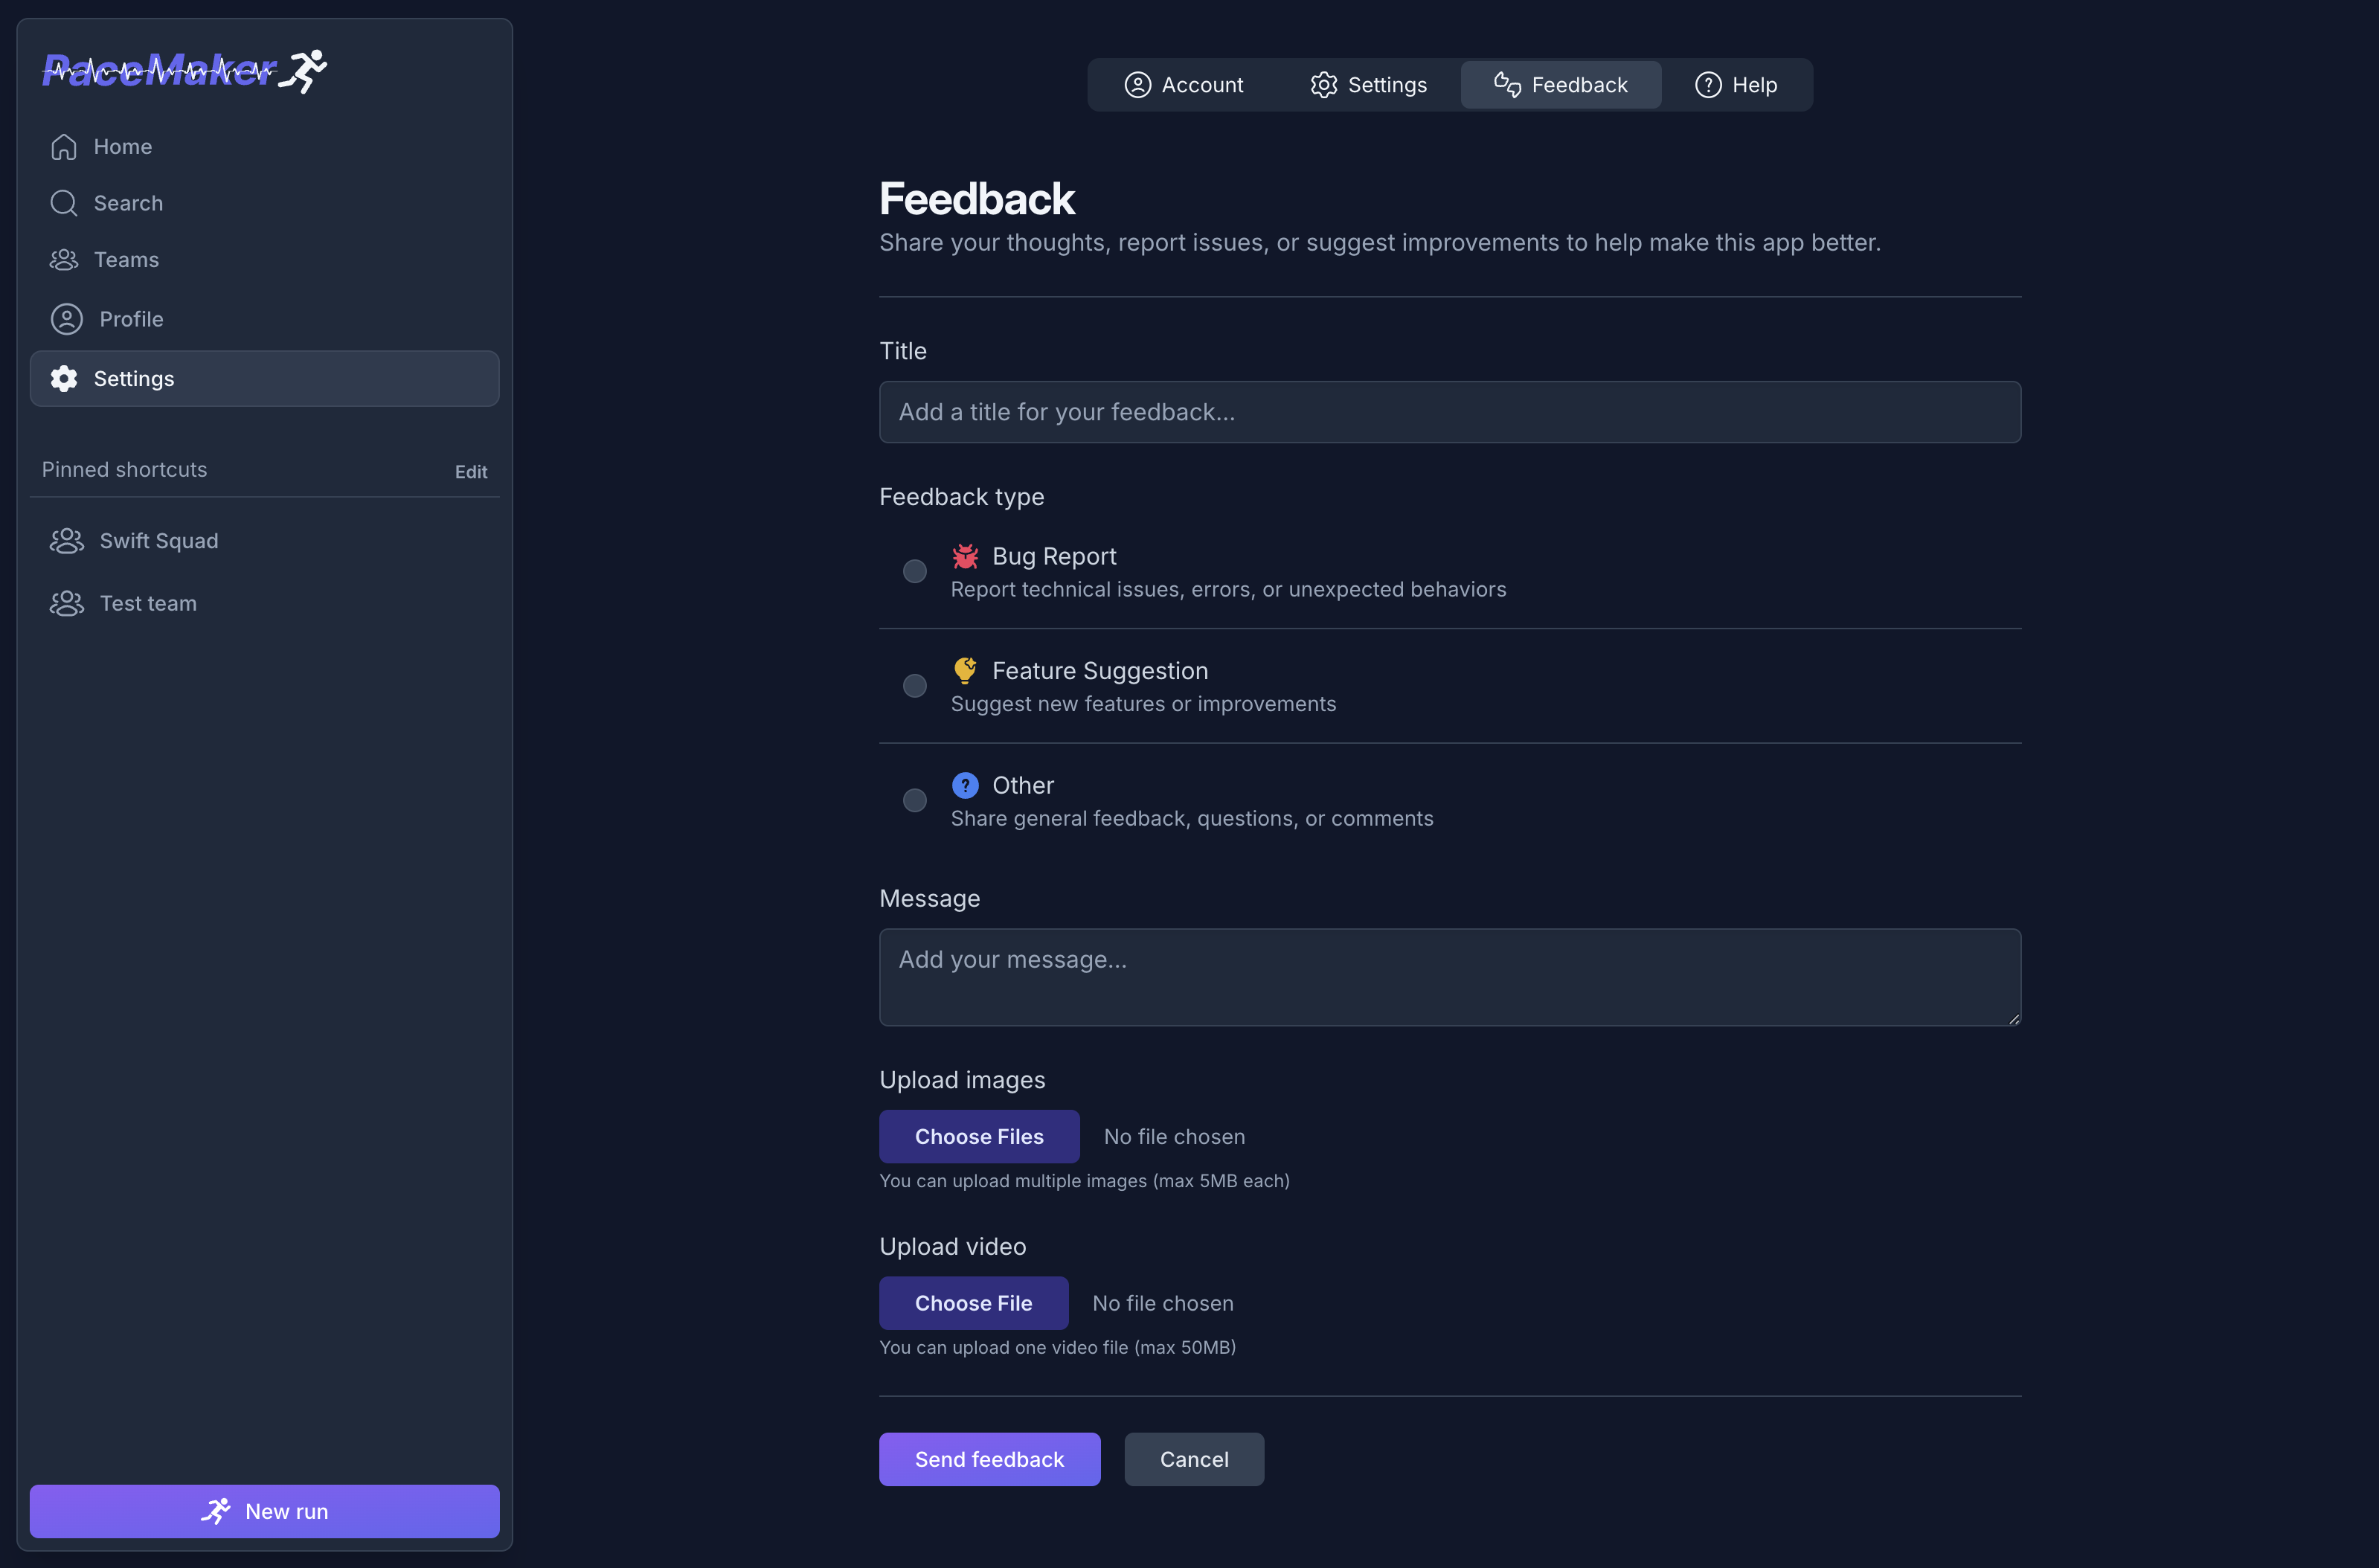 PaceMaker
Home
Search
Teams
Profile
Settings
Pinned shortcuts
Edit
Swift Squad
Test team
New run
Account
Settings
Feedback
Help
Feedback
Share your thoughts, report issues, or suggest improvements to help make this app better.
Title
Add a title for your feedback...
Feedback type
Bug Report
Report technical issues, errors, or unexpected behaviors
Feature Suggestion
Suggest new features or improvements
Other
Share general feedback, questions, or comments
Message
Add your message...
Upload images
Choose Files
No file chosen
You can upload multiple images (max 5MB each)
Upload video
Choose File
No file chosen
You can upload one video file (max 50MB)
Send feedback
Cancel